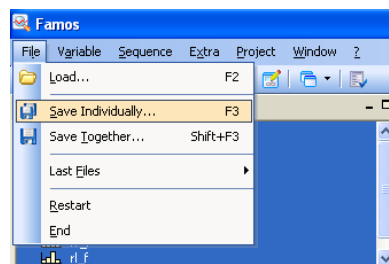 Famos
File Variable Sequence Extra Project Window ?
Load... F2
Save Individually... F3
Save Together... Shift+F3
Last Files
Restart
End
rl_f